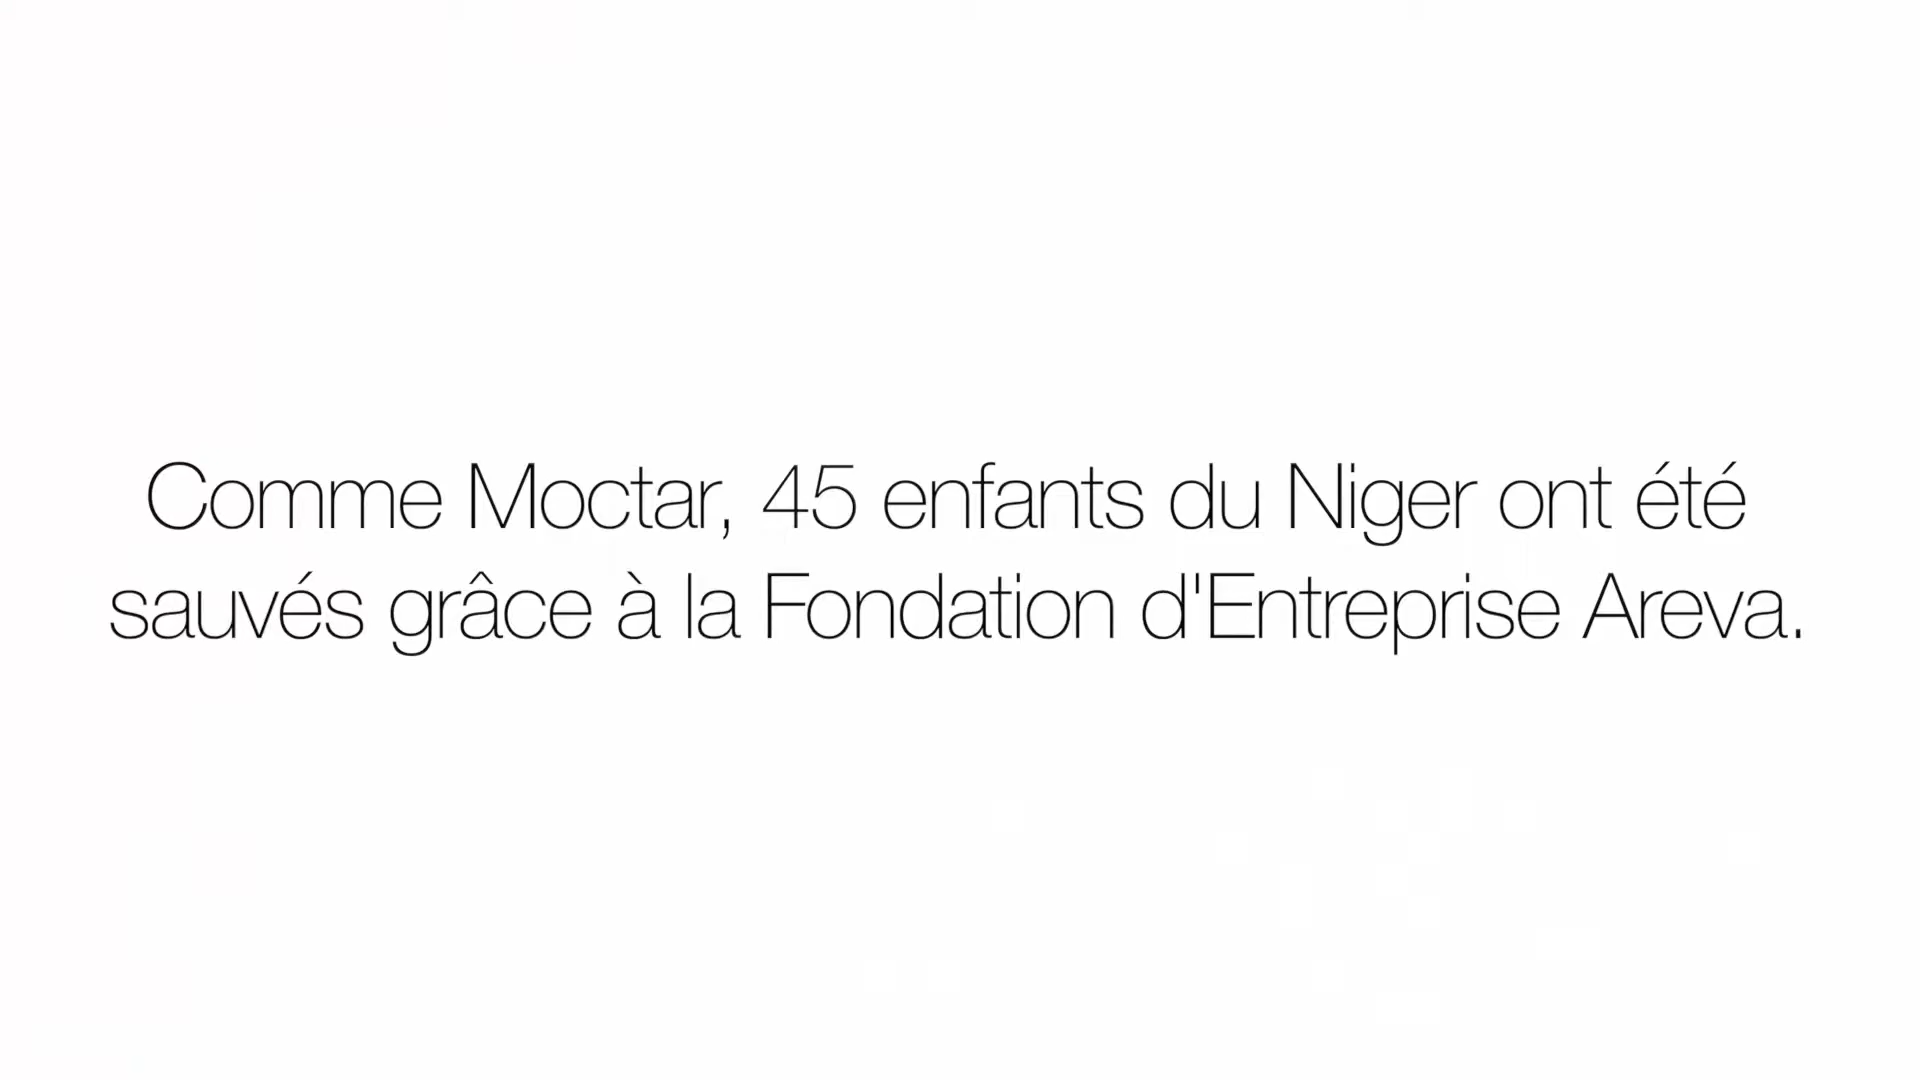 Comme Moctar, 45 enfants du Niger ont été
sauvés grâce à la Fondation d'Entreprise Areva.